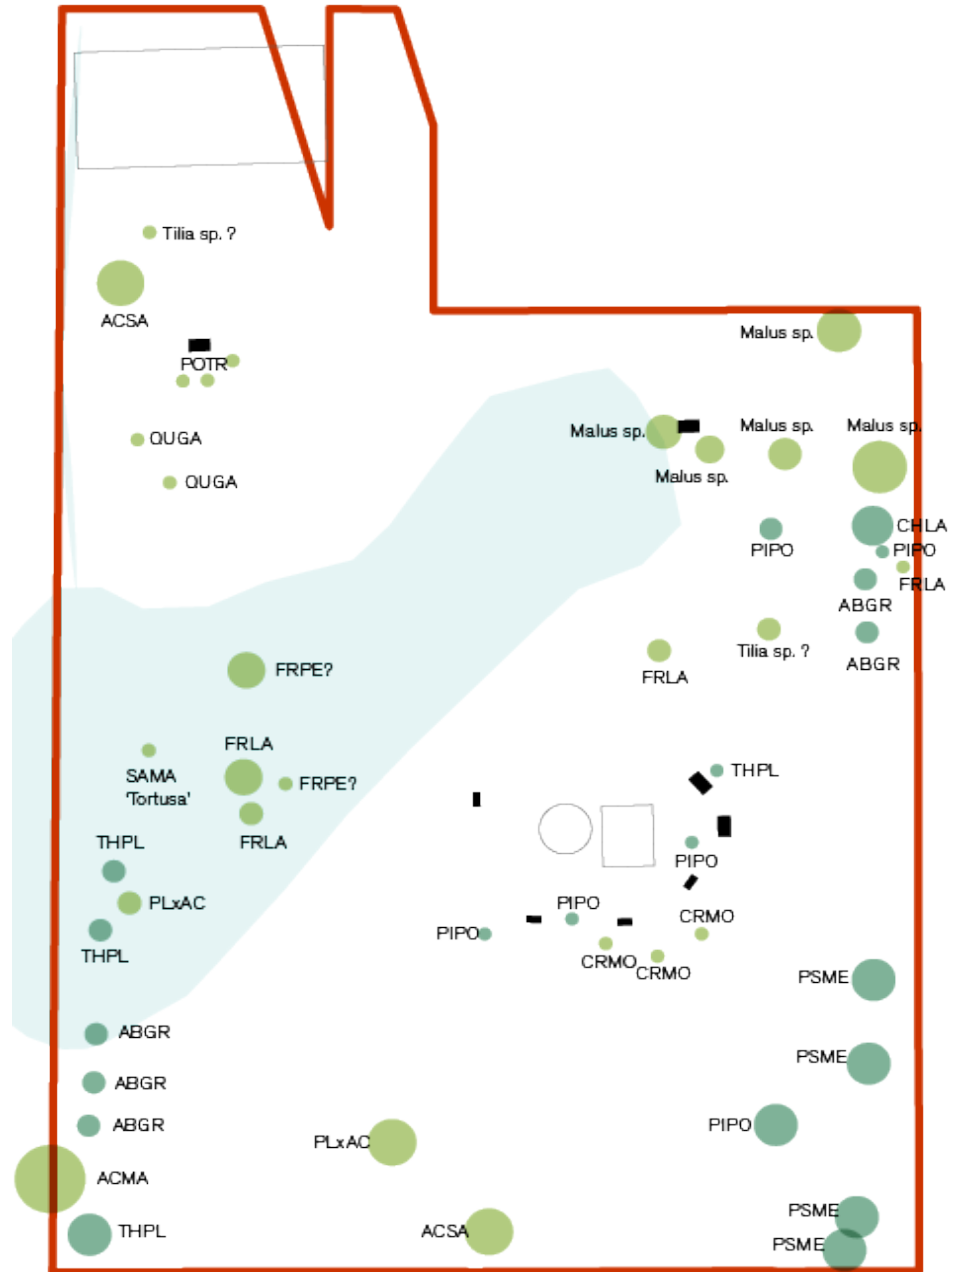 Tilia sp. ?
ACSA
Malus sp.
POTR
Malus sp.
Malus sp.
Malus sp.
QUGA
Malus sp.
QUGA
CHLA
PIPO
PIPO
FRLA
ABGR
Tilia sp. ?
ABGR
FRPE?
FRLA
FRLA
THPL
SAMA
'Tortusa'
FRPE?
FRLA
THPL
PIPO
PLxAC
PIPO
CRMO
PIPO
THPL
CRMO
CRMO
PSME
ABGR
PSME
ABGR
ABGR
PIPO
PLxAC
ACMA
PSME
THPL
ACSA
PSME